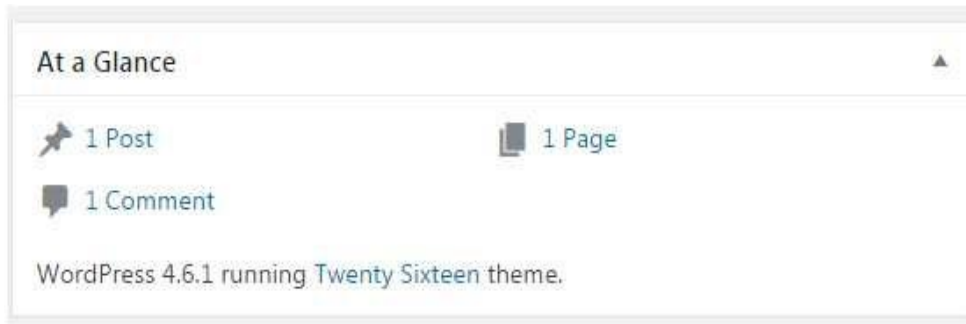 At a Glance
1 Post
1 Page
1 Comment
WordPress 4.6.1 running Twenty Sixteen theme.